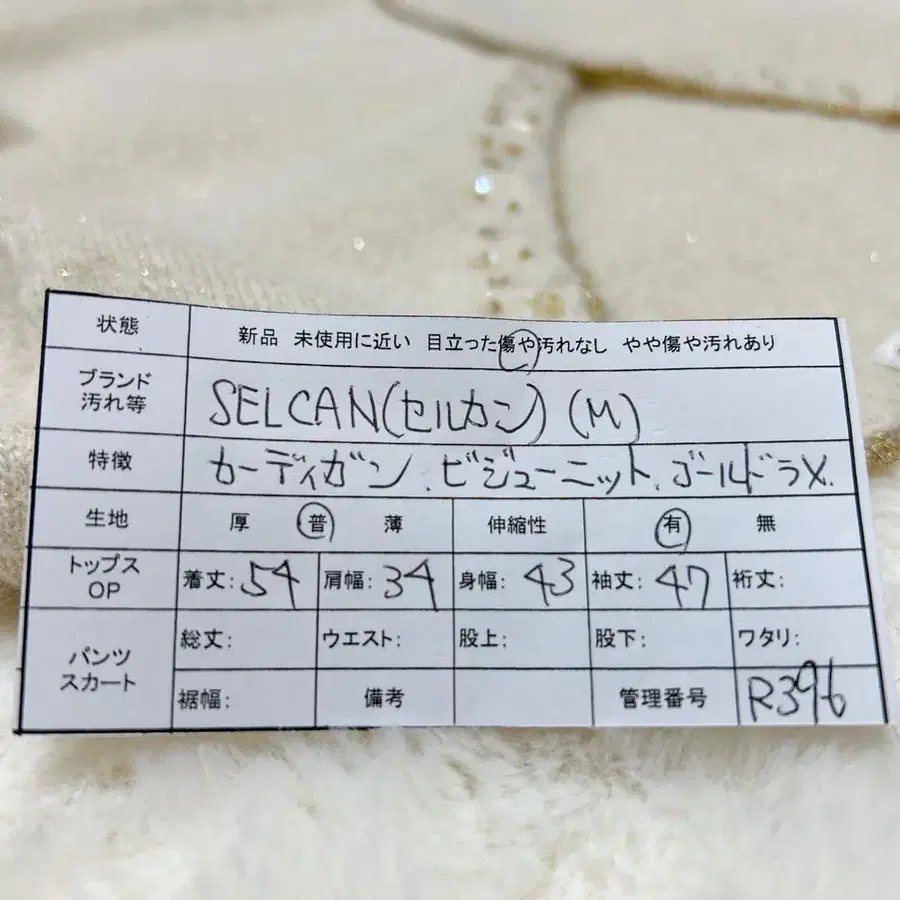 状態 新品 未使用に近い 目立った傷や汚れなし やや傷や汚れあり
ブランド
汚れ等
SELCAN(セルカン) (M)
特徴 カーディガン、ビジューニット、ゴールドラメ.
生地 厚 普 薄 伸縮性 有 無
トップス
OP
着丈: 54 肩幅: 34 身幅: 43 袖丈: 47 裄丈:
パンツ
スカート
総丈: ウエスト: 股上: 股下: ワタリ:
裾幅: 備考 管理番号 R396